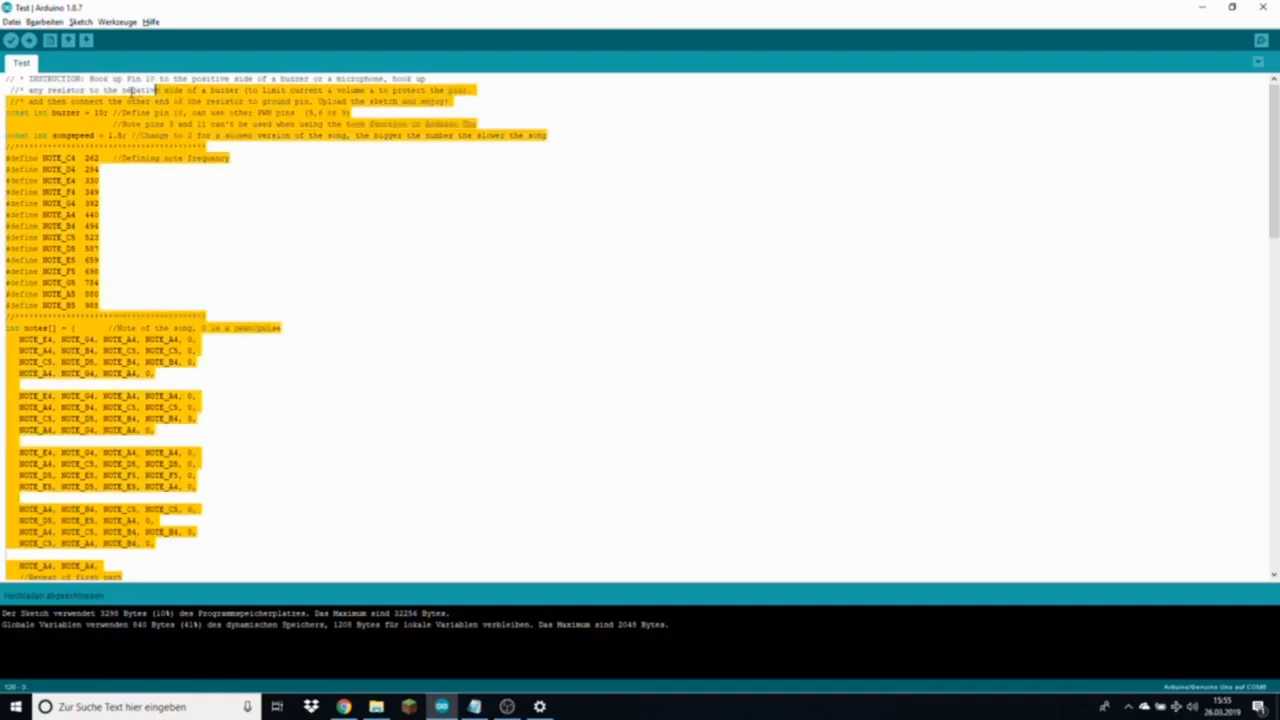 Test | Arduino 1.8.7
Datei Bearbeiten Sketch Werkzeuge Hilfe
Test
// * INSTRUCTION: Hook up Pin 10 to the positive side of a buzzer or a microphone, hook up
//* any resistor to the negative side of a buzzer (to limit current & volume & to protect the pins.
//* and then connect the other end of the resistor to ground pin. Upload the sketch and enjoy!
const int buzzer = 10; //Define pin 10, can use other PWM pins (5,6 or 9)
//Note pins 3 and 11 can't be used when using the tone function in Arduino Uno
const int songspeed = 1.5; //Change to 2 for a slower version of the song, the bigger the number the slower the song
#define NOTE_C4 262 //Defining note frequency
#define NOTE_D4 294
#define NOTE_E4 330
#define NOTE_F4 349
#define NOTE_G4 392
#define NOTE_A4 440
#define NOTE_B4 494
#define NOTE_C5 523
#define NOTE_D5 587
#define NOTE_E5 659
#define NOTE_F5 698
#define NOTE_G5 784
#define NOTE_A5 880
#define NOTE_B5 988
int notes[] = { //Note of the song, 0 is a rest/pulse
NOTE_E4, NOTE_G4, NOTE_A4, NOTE_A4, 0,
NOTE_A4, NOTE_B4, NOTE_C5, NOTE_C5, 0,
NOTE_C5, NOTE_D5, NOTE_B4, NOTE_B4, 0,
NOTE_A4, NOTE_G4, NOTE_A4, 0,
NOTE_E4, NOTE_G4, NOTE_A4, NOTE_A4, 0,
NOTE_A4, NOTE_B4, NOTE_C5, NOTE_C5, 0,
NOTE_C5, NOTE_D5, NOTE_B4, NOTE_B4, 0,
NOTE_A4, NOTE_G4, NOTE_A4, 0,
NOTE_E4, NOTE_G4, NOTE_A4, NOTE_A4, 0,
NOTE_A4, NOTE_C5, NOTE_D5, NOTE_D5, 0,
NOTE_D5, NOTE_E5, NOTE_F5, NOTE_F5, 0,
NOTE_E5, NOTE_D5, NOTE_E5, NOTE_A4, 0,
NOTE_A4, NOTE_B4, NOTE_C5, NOTE_C5, 0,
NOTE_D5, NOTE_E5, NOTE_A4, 0,
NOTE_A4, NOTE_C5, NOTE_B4, NOTE_B4, 0,
NOTE_C5, NOTE_A4, NOTE_B4, 0,
NOTE_A4, NOTE_A4,
//Repeat of first part
Hochladen abgeschlossen
Der Sketch verwendet 3298 Bytes (10%) des Programmspeicherplatzes. Das Maximum sind 32256 Bytes.
Globale Variablen verwenden 840 Bytes (41%) des dynamischen Speichers, 1208 Bytes für lokale Variablen verbleiben. Das Maximum sind 2048 Bytes.
Arduino/Genuino Uno auf COM8
Zur Suche Text hier eingeben
15:55
26.03.2019